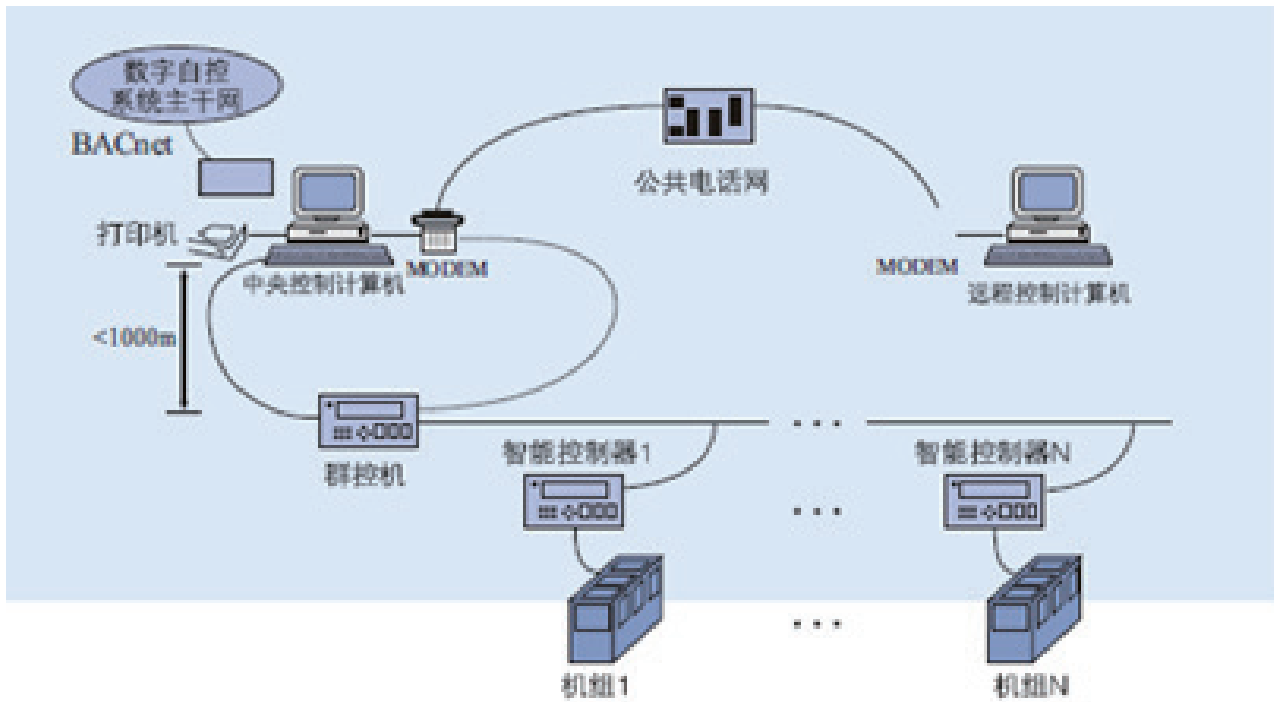 数字自控
系统主干网
BACnet
公共电话网
打印机
MODEM
中央控制计算机
MODEM
远程控制计算机
<1000m
群控机
智能控制器1
智能控制器N
机组1
机组N